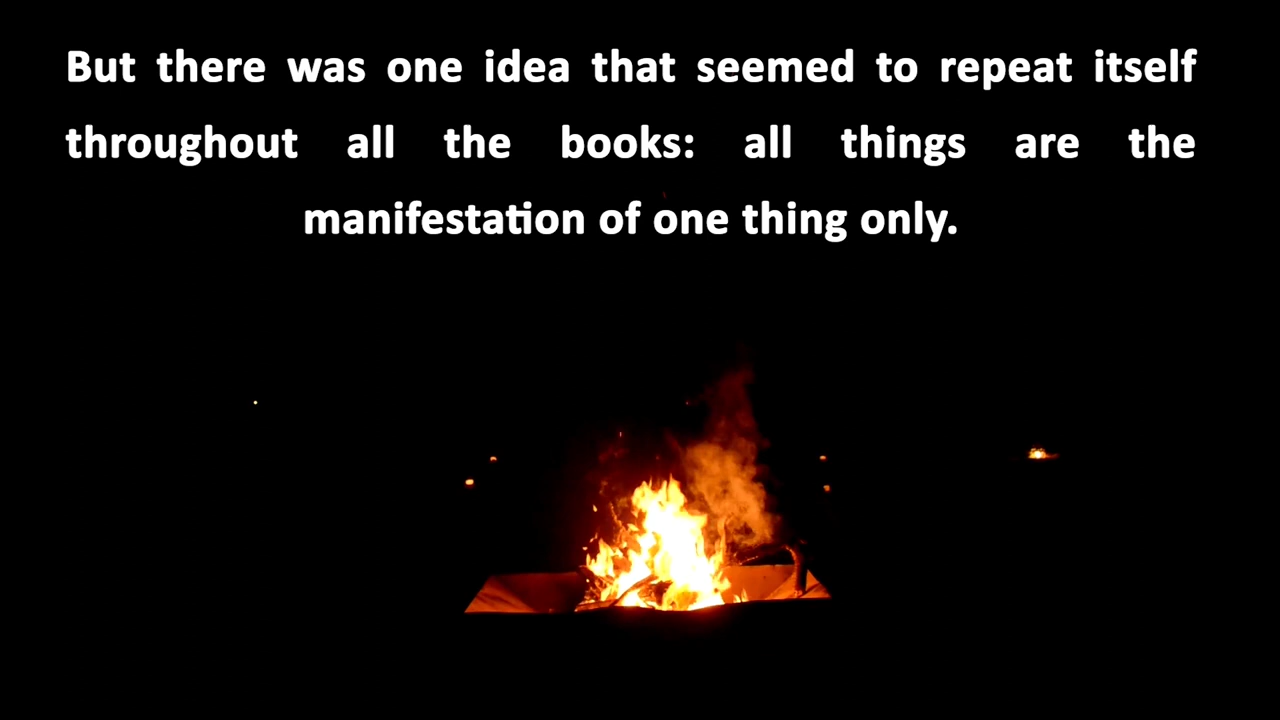 But there was one idea that seemed to repeat itself
throughout all the books: all things are the
manifestation of one thing only.